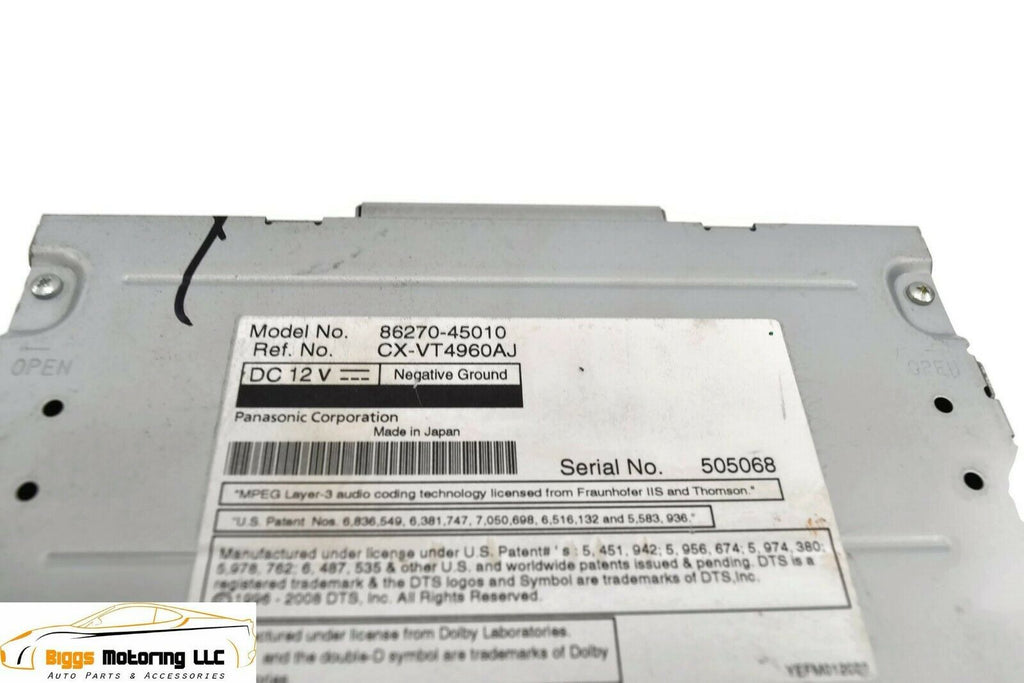 OPEN
OPEN
Model No. 86270-45010
Ref. No. CX-VT4960AJ
DC 12 V Negative Ground
Panasonic Corporation
Made in Japan
Serial No. 505068
"MPEG Layer-3 audio coding technology licensed from Fraunhofer IIS and Thomson."
"U.S. Patent Nos. 6,836,549, 6,381,747, 7,050,698, 6,516,132 and 5,583,936."
Manufactured under license under U.S. Patent# ' s : 5, 451, 942; 5, 956, 674; 5, 974, 380;
5, 978, 762; 6, 487, 535 & other U.S. and worldwide patents issued & pending. DTS is a
registered trademark & the DTS logos and Symbol are trademarks of DTS,Inc.
© 1996 - 2008 DTS, Inc. All Rights Reserved.
under license from Dolby Laboratories.
and the double-D symbol are trademarks of Dolby
Biggs Motoring LLC
Auto Parts & Accessories